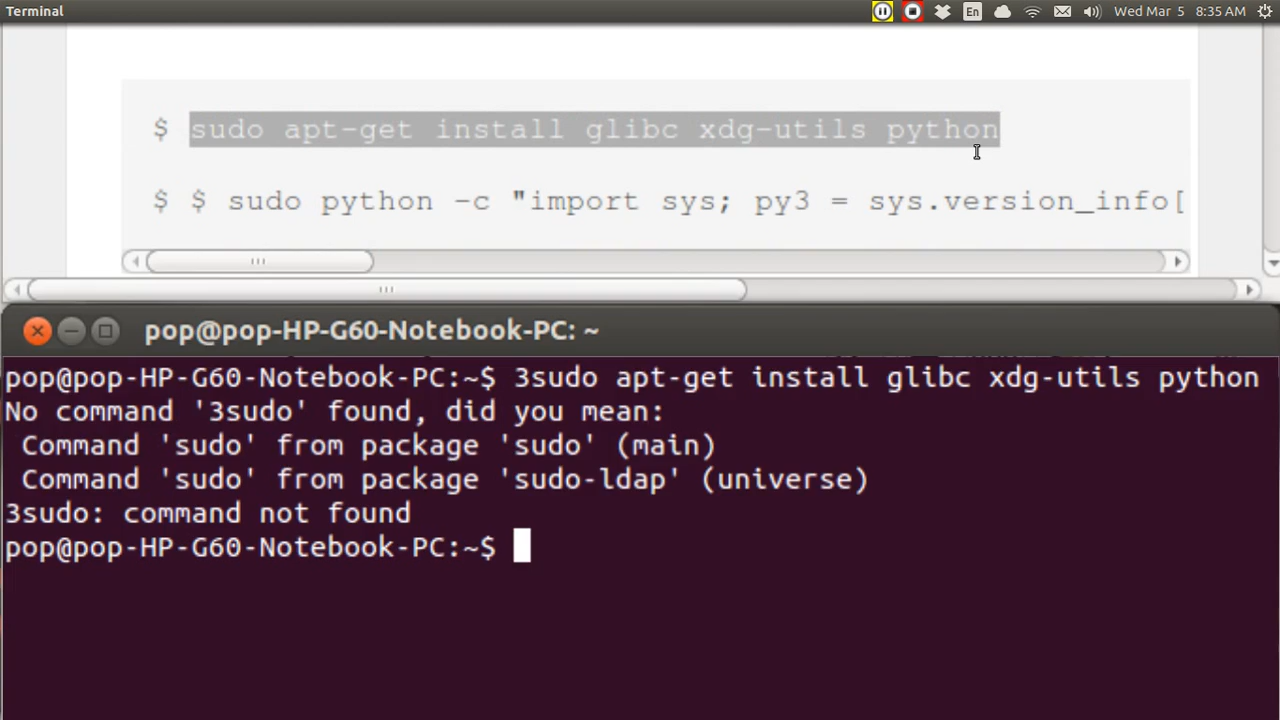 Terminal
En
Wed Mar 5 8:35 AM
$ sudo apt-get install glibc xdg-utils python
$ $ sudo python -c "import sys; py3 = sys.version_info[
pop@pop-HP-G60-Notebook-PC: ~
pop@pop-HP-G60-Notebook-PC:~$ 3sudo apt-get install glibc xdg-utils python
No command '3sudo' found, did you mean:
Command 'sudo' from package 'sudo' (main)
Command 'sudo' from package 'sudo-ldap' (universe)
3sudo: command not found
pop@pop-HP-G60-Notebook-PC:~$